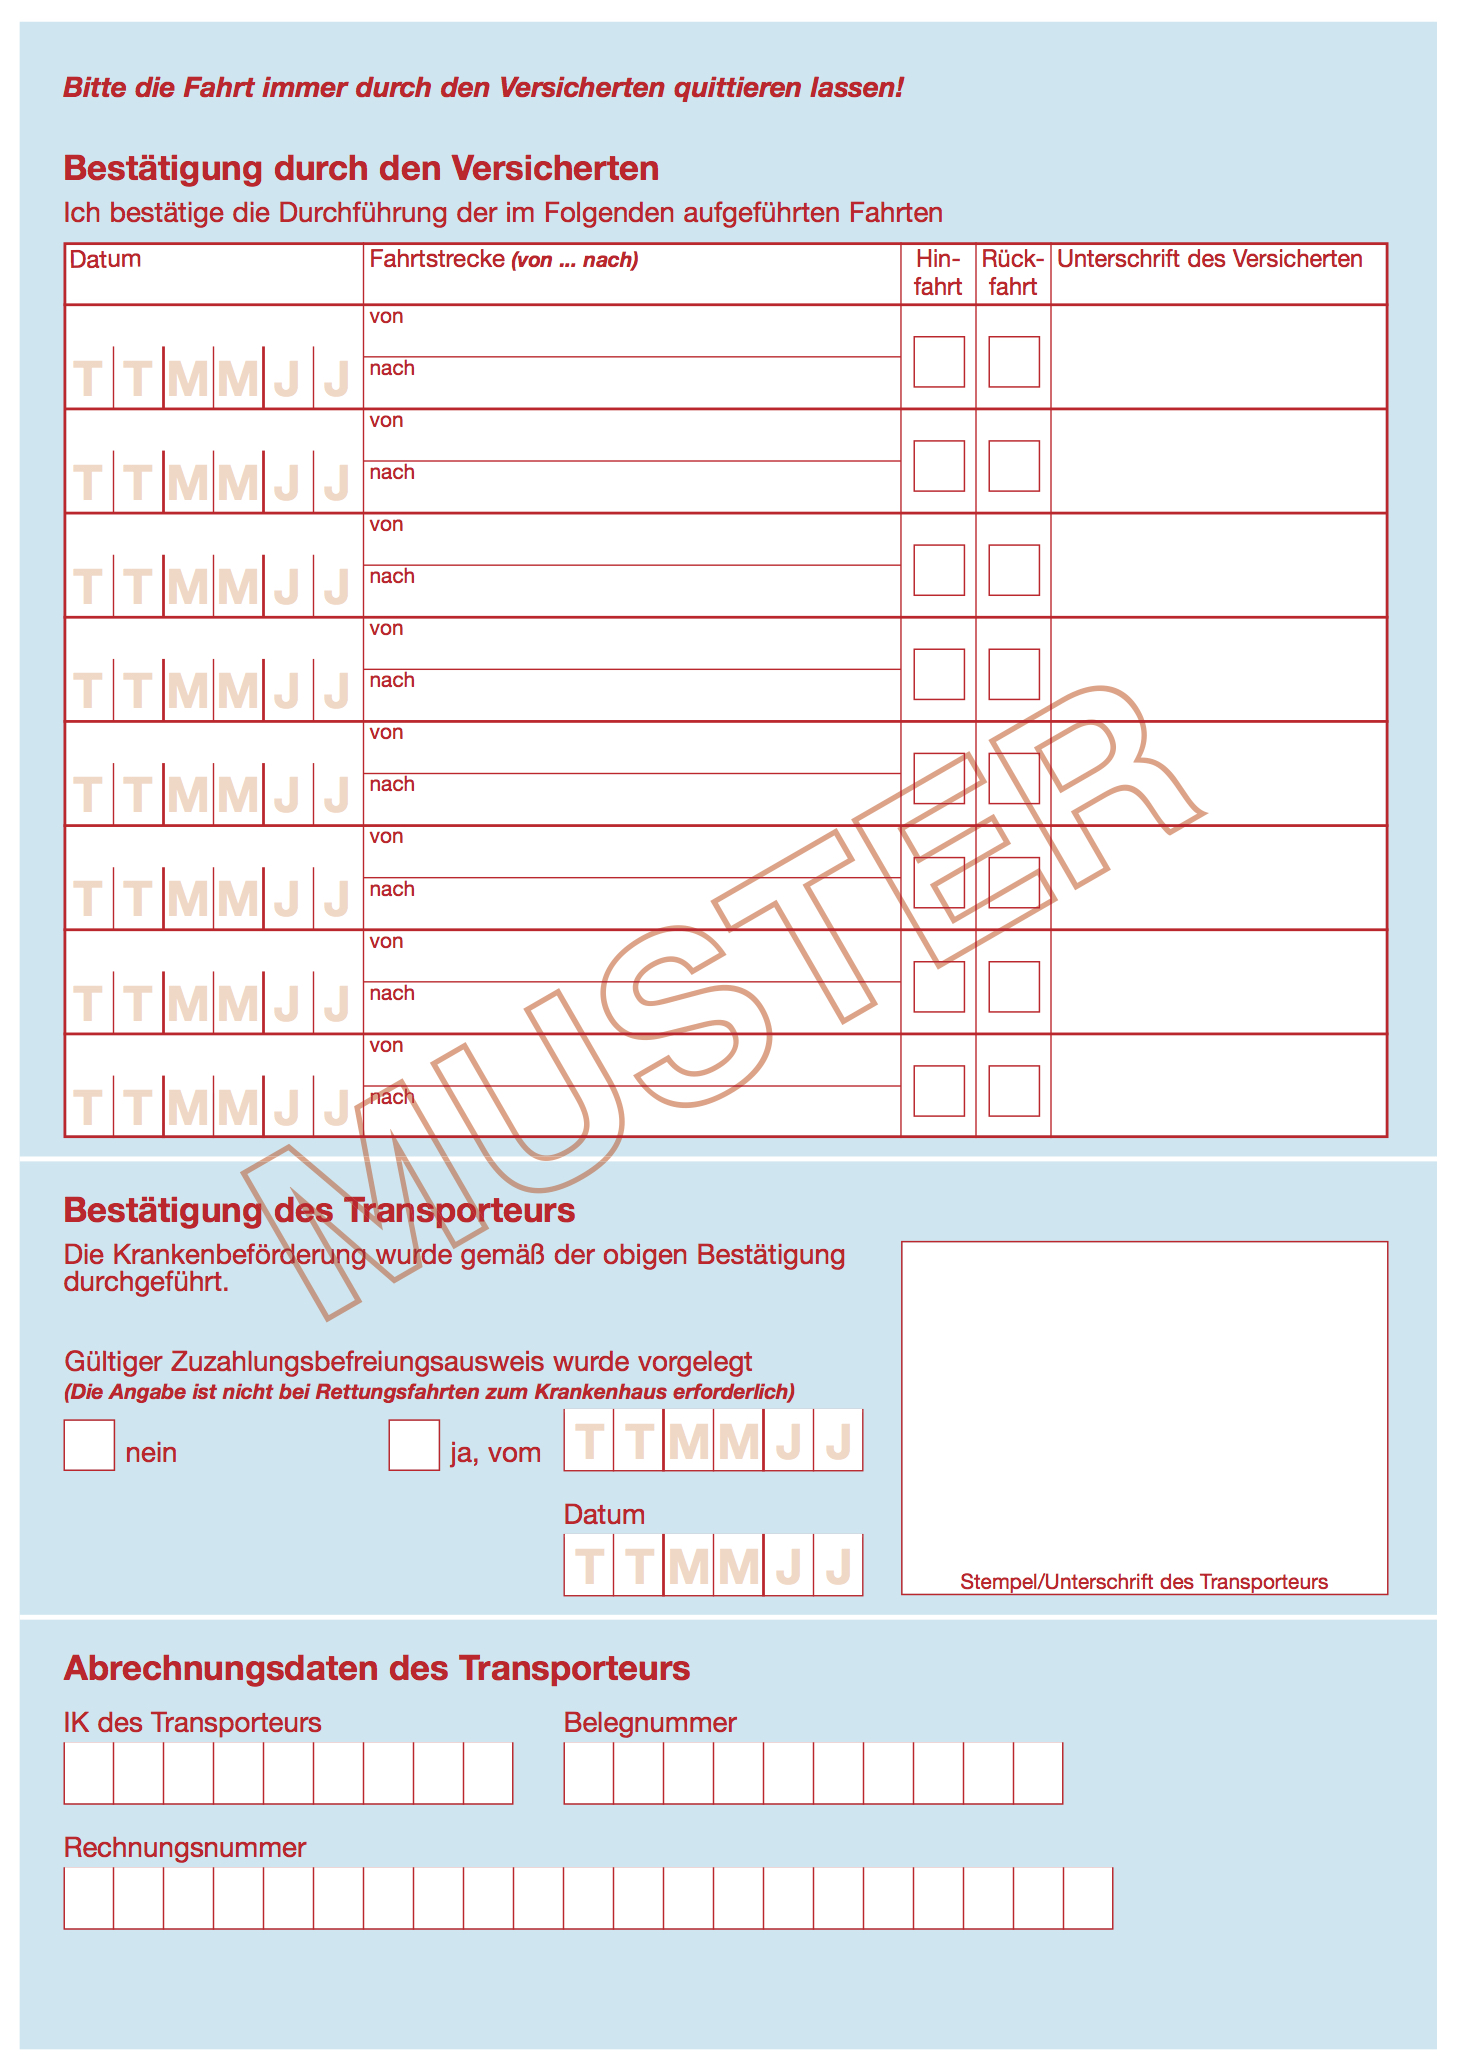 Bitte die Fahrt immer durch den Versicherten quittieren lassen!
Bestätigung durch den Versicherten
Ich bestätige die Durchführung der im Folgenden aufgeführten Fahrten
Datum Fahrtstrecke (von ... nach) Hin- Rück- Unterschrift des Versicherten
fahrt fahrt
von
T T M M J J nach
von
T T M M J J nach
von
T T M M J J nach
von
T T M M J J nach
von
T T M M J J nach
von
T T M M J J nach
von
T T M M J J nach
von
T T M M J J nach
MUSTER
Bestätigung des Transporteurs
Die Krankenbeförderung wurde gemäß der obigen Bestätigung
durchgeführt.
Gültiger Zuzahlungsbefreiungsausweis wurde vorgelegt
(Die Angabe ist nicht bei Rettungsfahrten zum Krankenhaus erforderlich)
nein ja, vom T T M M J J
Datum
T T M M J J
Stempel/Unterschrift des Transporteurs
Abrechnungsdaten des Transporteurs
IK des Transporteurs Belegnummer
Rechnungsnummer